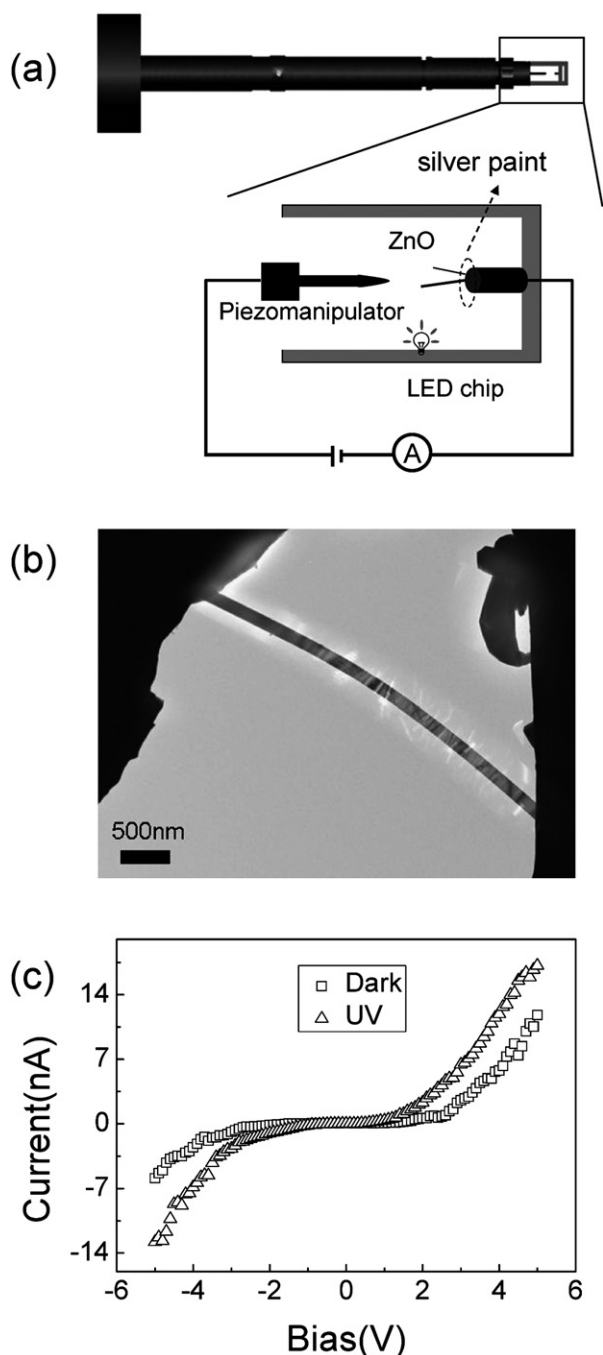 (a)
silver paint
ZnO
Piezomanipulator
LED chip
A
(b)
500nm
(c)
Dark
UV
14
7
0
-7
-14
Current(nA)
-6 -4 -2 0 2 4 6
Bias(V)